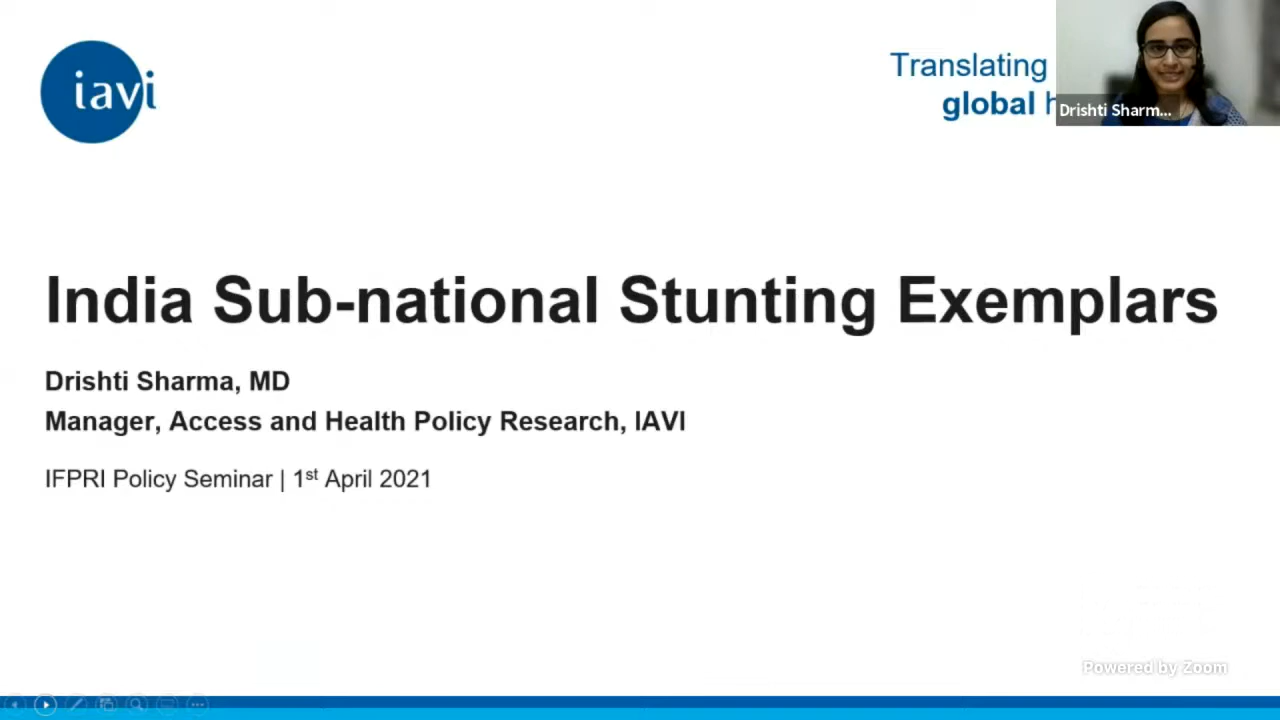 iavi
Translating
global
Drishti Sharm...
India Sub-national Stunting Exemplars
Drishti Sharma, MD
Manager, Access and Health Policy Research, IAVI
IFPRI Policy Seminar | 1st April 2021
Powered by Zoom